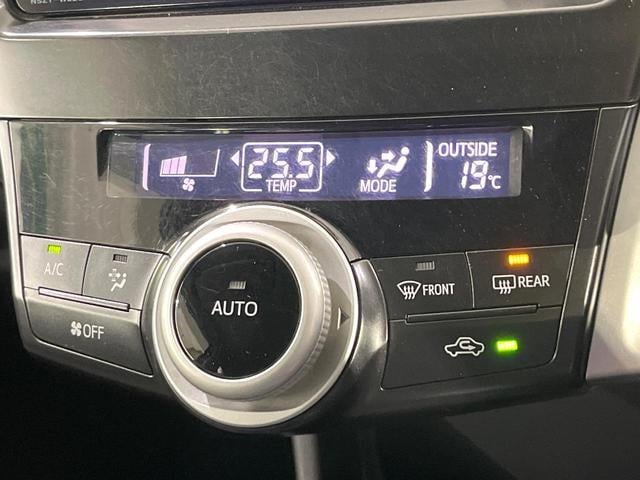 25.5
TEMP
MODE
OUTSIDE
19℃
A/C
AUTO
FRONT
REAR
OFF